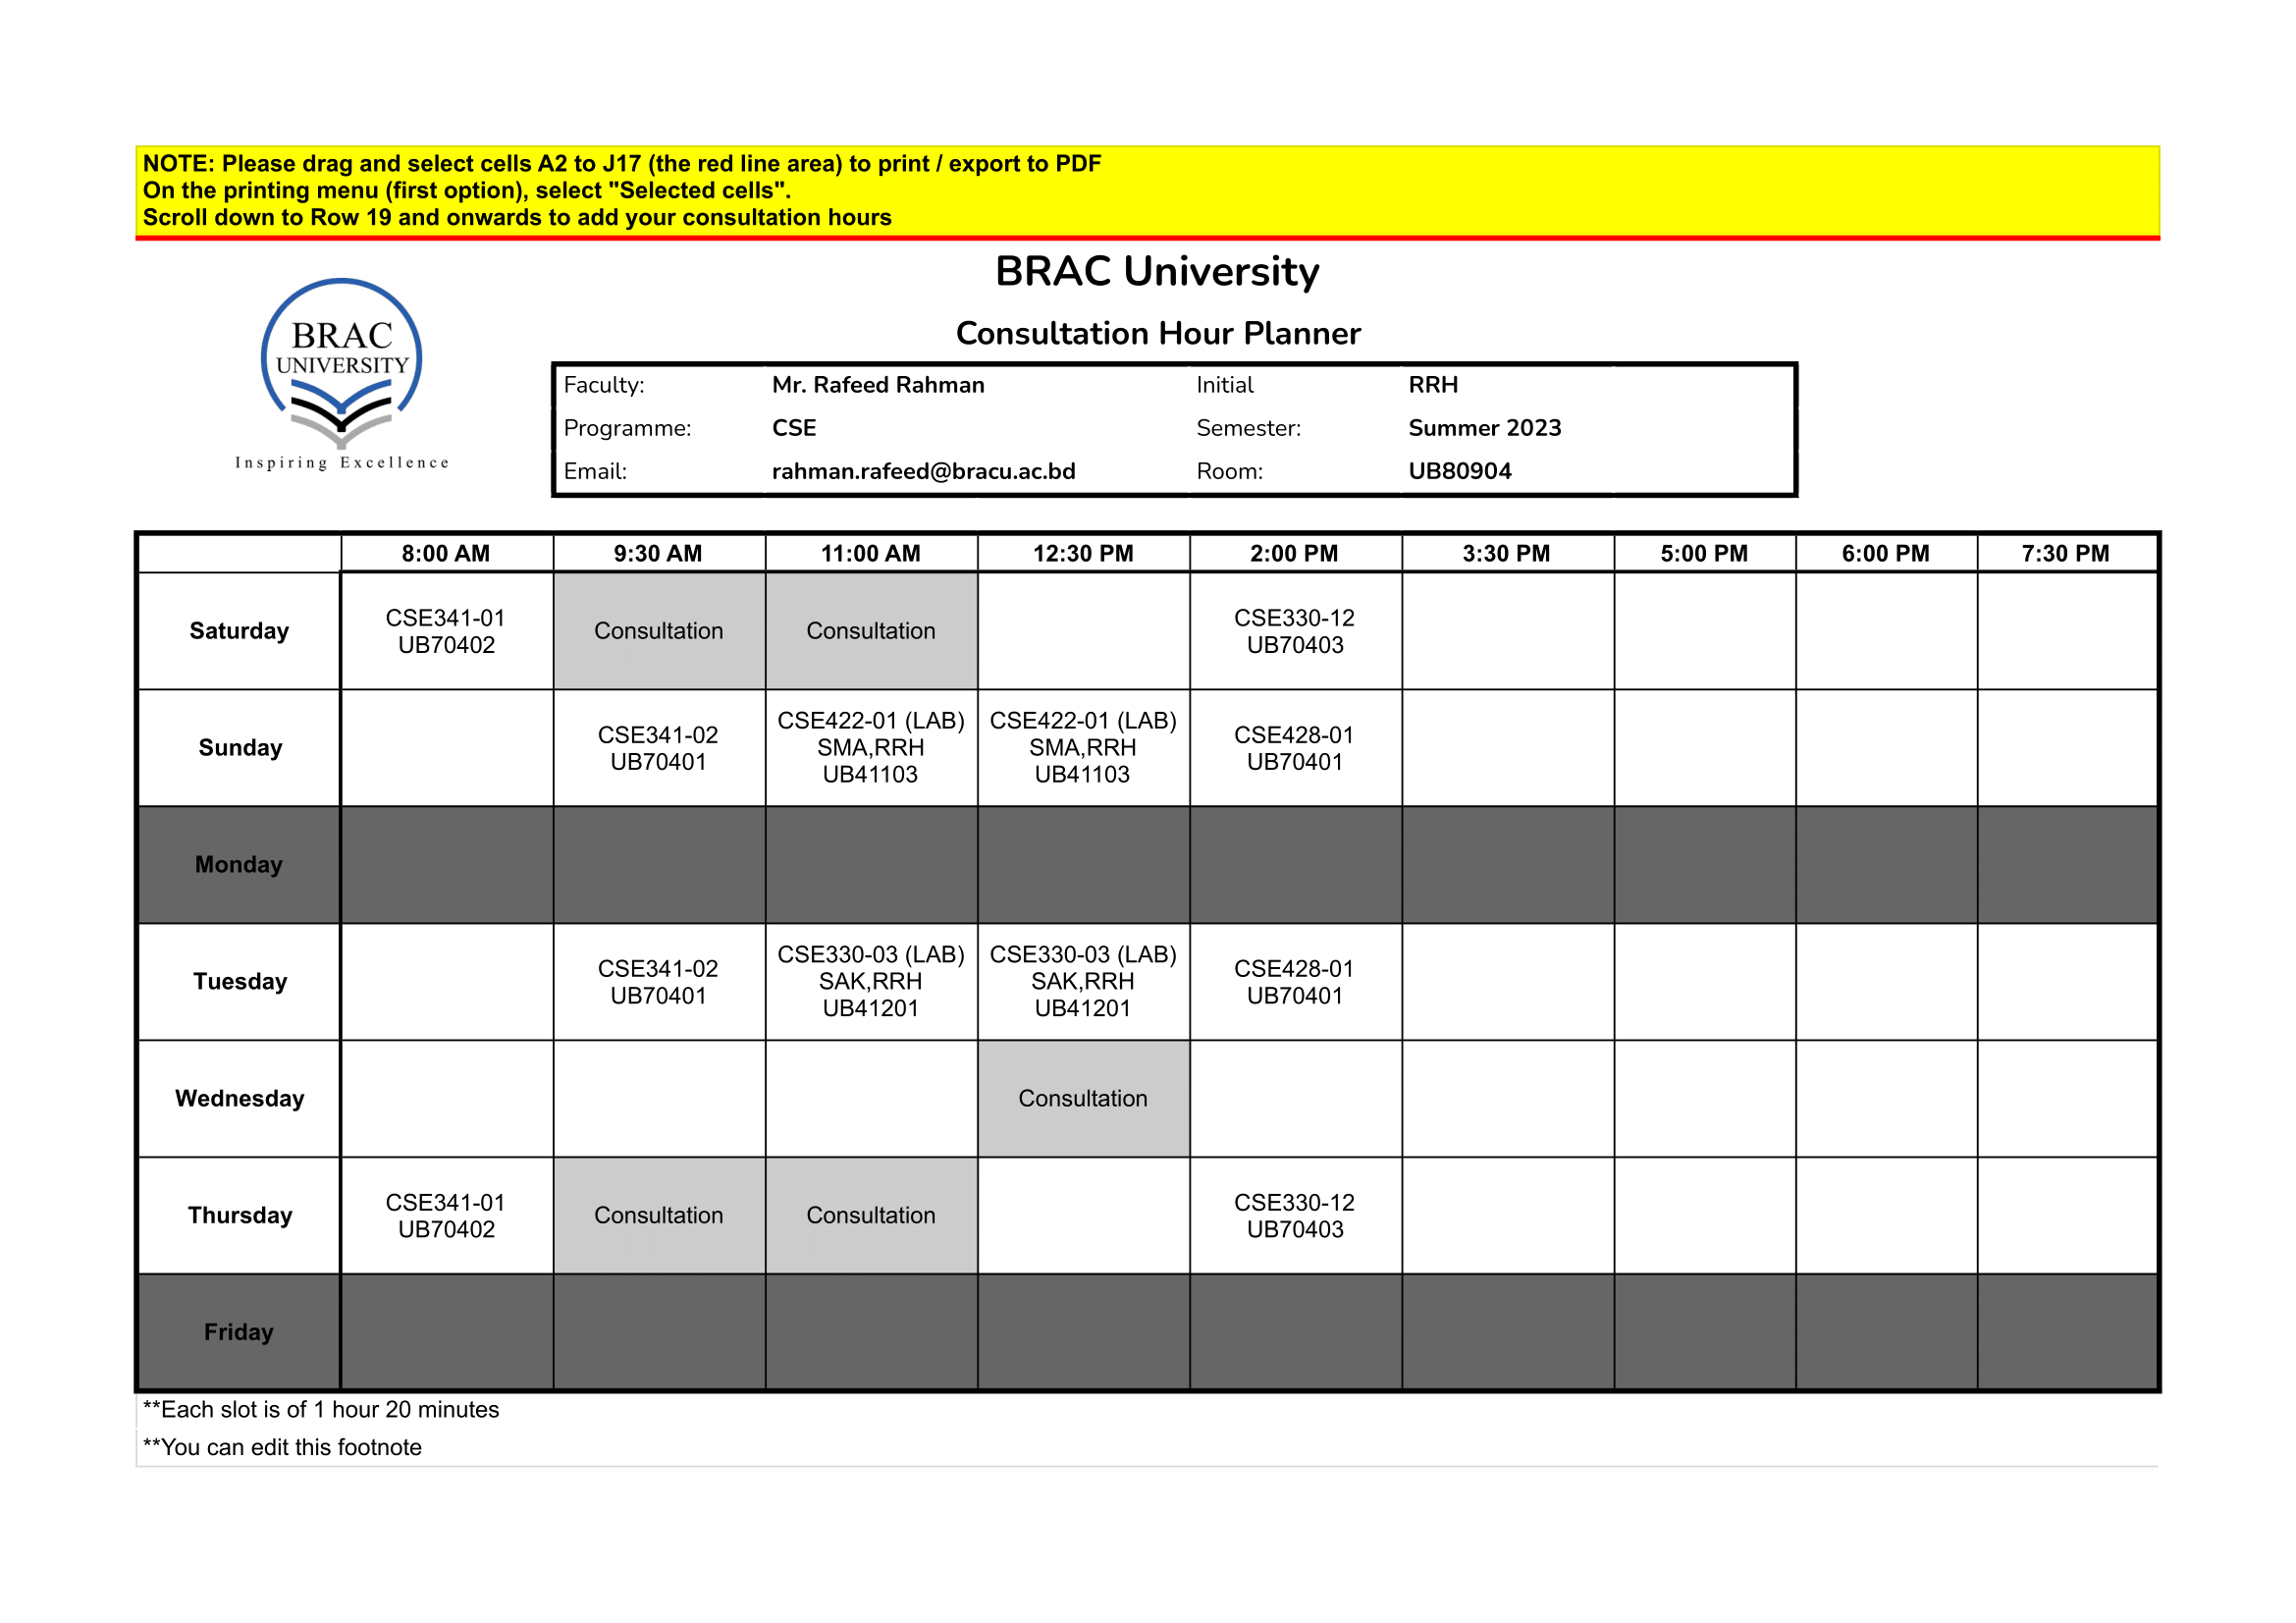 NOTE: Please drag and select cells A2 to J17 (the red line area) to print / export to PDF
On the printing menu (first option), select "Selected cells".
Scroll down to Row 19 and onwards to add your consultation hours
BRAC University
Consultation Hour Planner
BRAC
UNIVERSITY
Inspiring Excellence
Faculty: Mr. Rafeed Rahman Initial RRH
Programme: CSE Semester: Summer 2023
Email: rahman.rafeed@bracu.ac.bd Room: UB80904
8:00 AM 9:30 AM 11:00 AM 12:30 PM 2:00 PM 3:30 PM 5:00 PM 6:00 PM 7:30 PM
Saturday
CSE341-01
UB70402
Consultation
Consultation
CSE330-12
UB70403
Sunday
CSE341-02
UB70401
CSE422-01 (LAB)
SMA,RRH
UB41103
CSE422-01 (LAB)
SMA,RRH
UB41103
CSE428-01
UB70401
Monday
Tuesday
CSE341-02
UB70401
CSE330-03 (LAB)
SAK,RRH
UB41201
CSE330-03 (LAB)
SAK,RRH
UB41201
CSE428-01
UB70401
Wednesday
Consultation
Thursday
CSE341-01
UB70402
Consultation
Consultation
CSE330-12
UB70403
Friday
**Each slot is of 1 hour 20 minutes
**You can edit this footnote